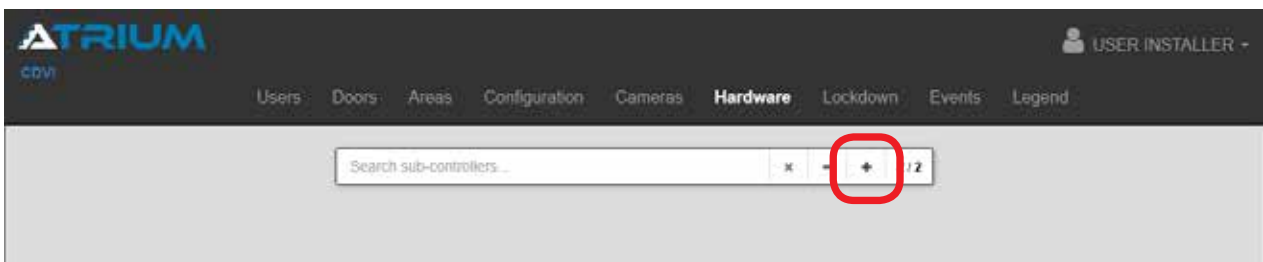 ATRIUM
CDVI
USER INSTALLER
Users Doors Areas Configuration Cameras Hardware Lockdown Events Legend
Search sub-controllers...
/ 2